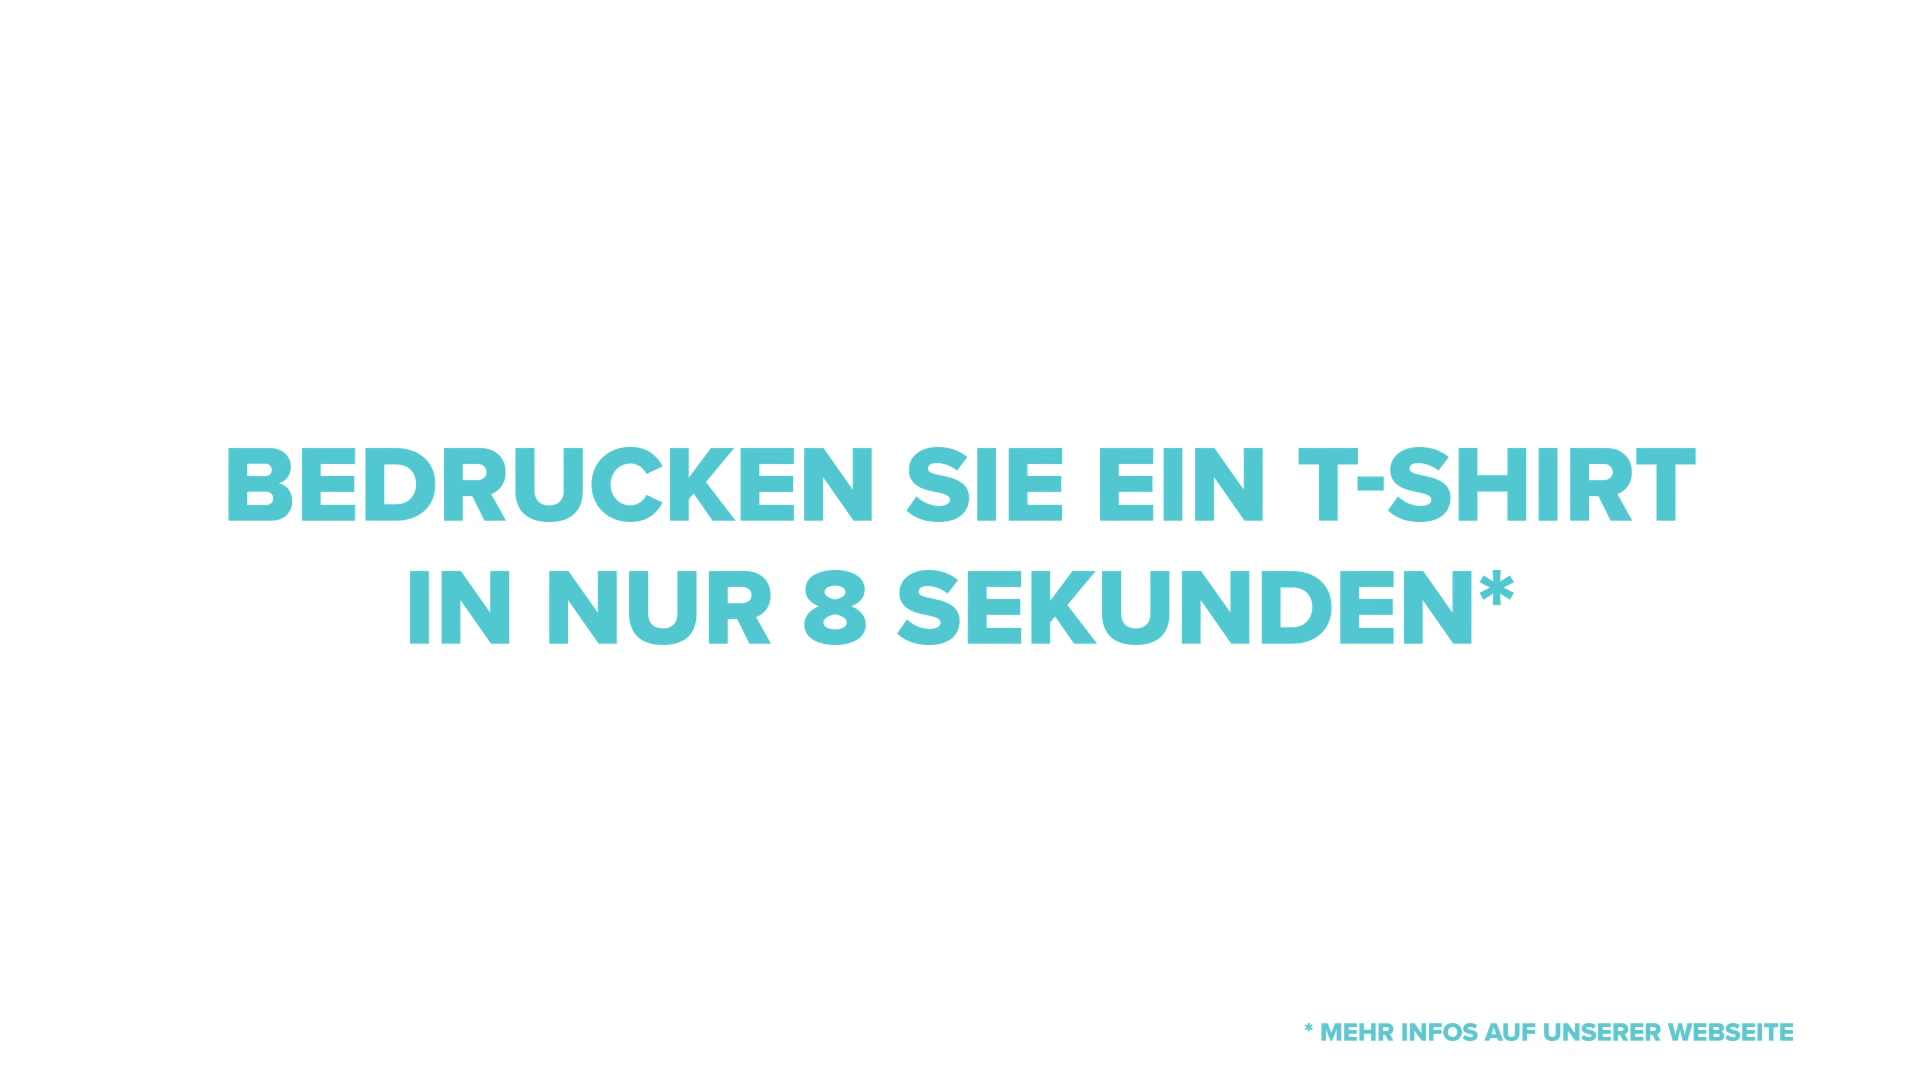 BEDRUCKEN SIE EIN T-SHIRT
IN NUR 8 SEKUNDEN*
* MEHR INFOS AUF UNSERER WEBSEITE